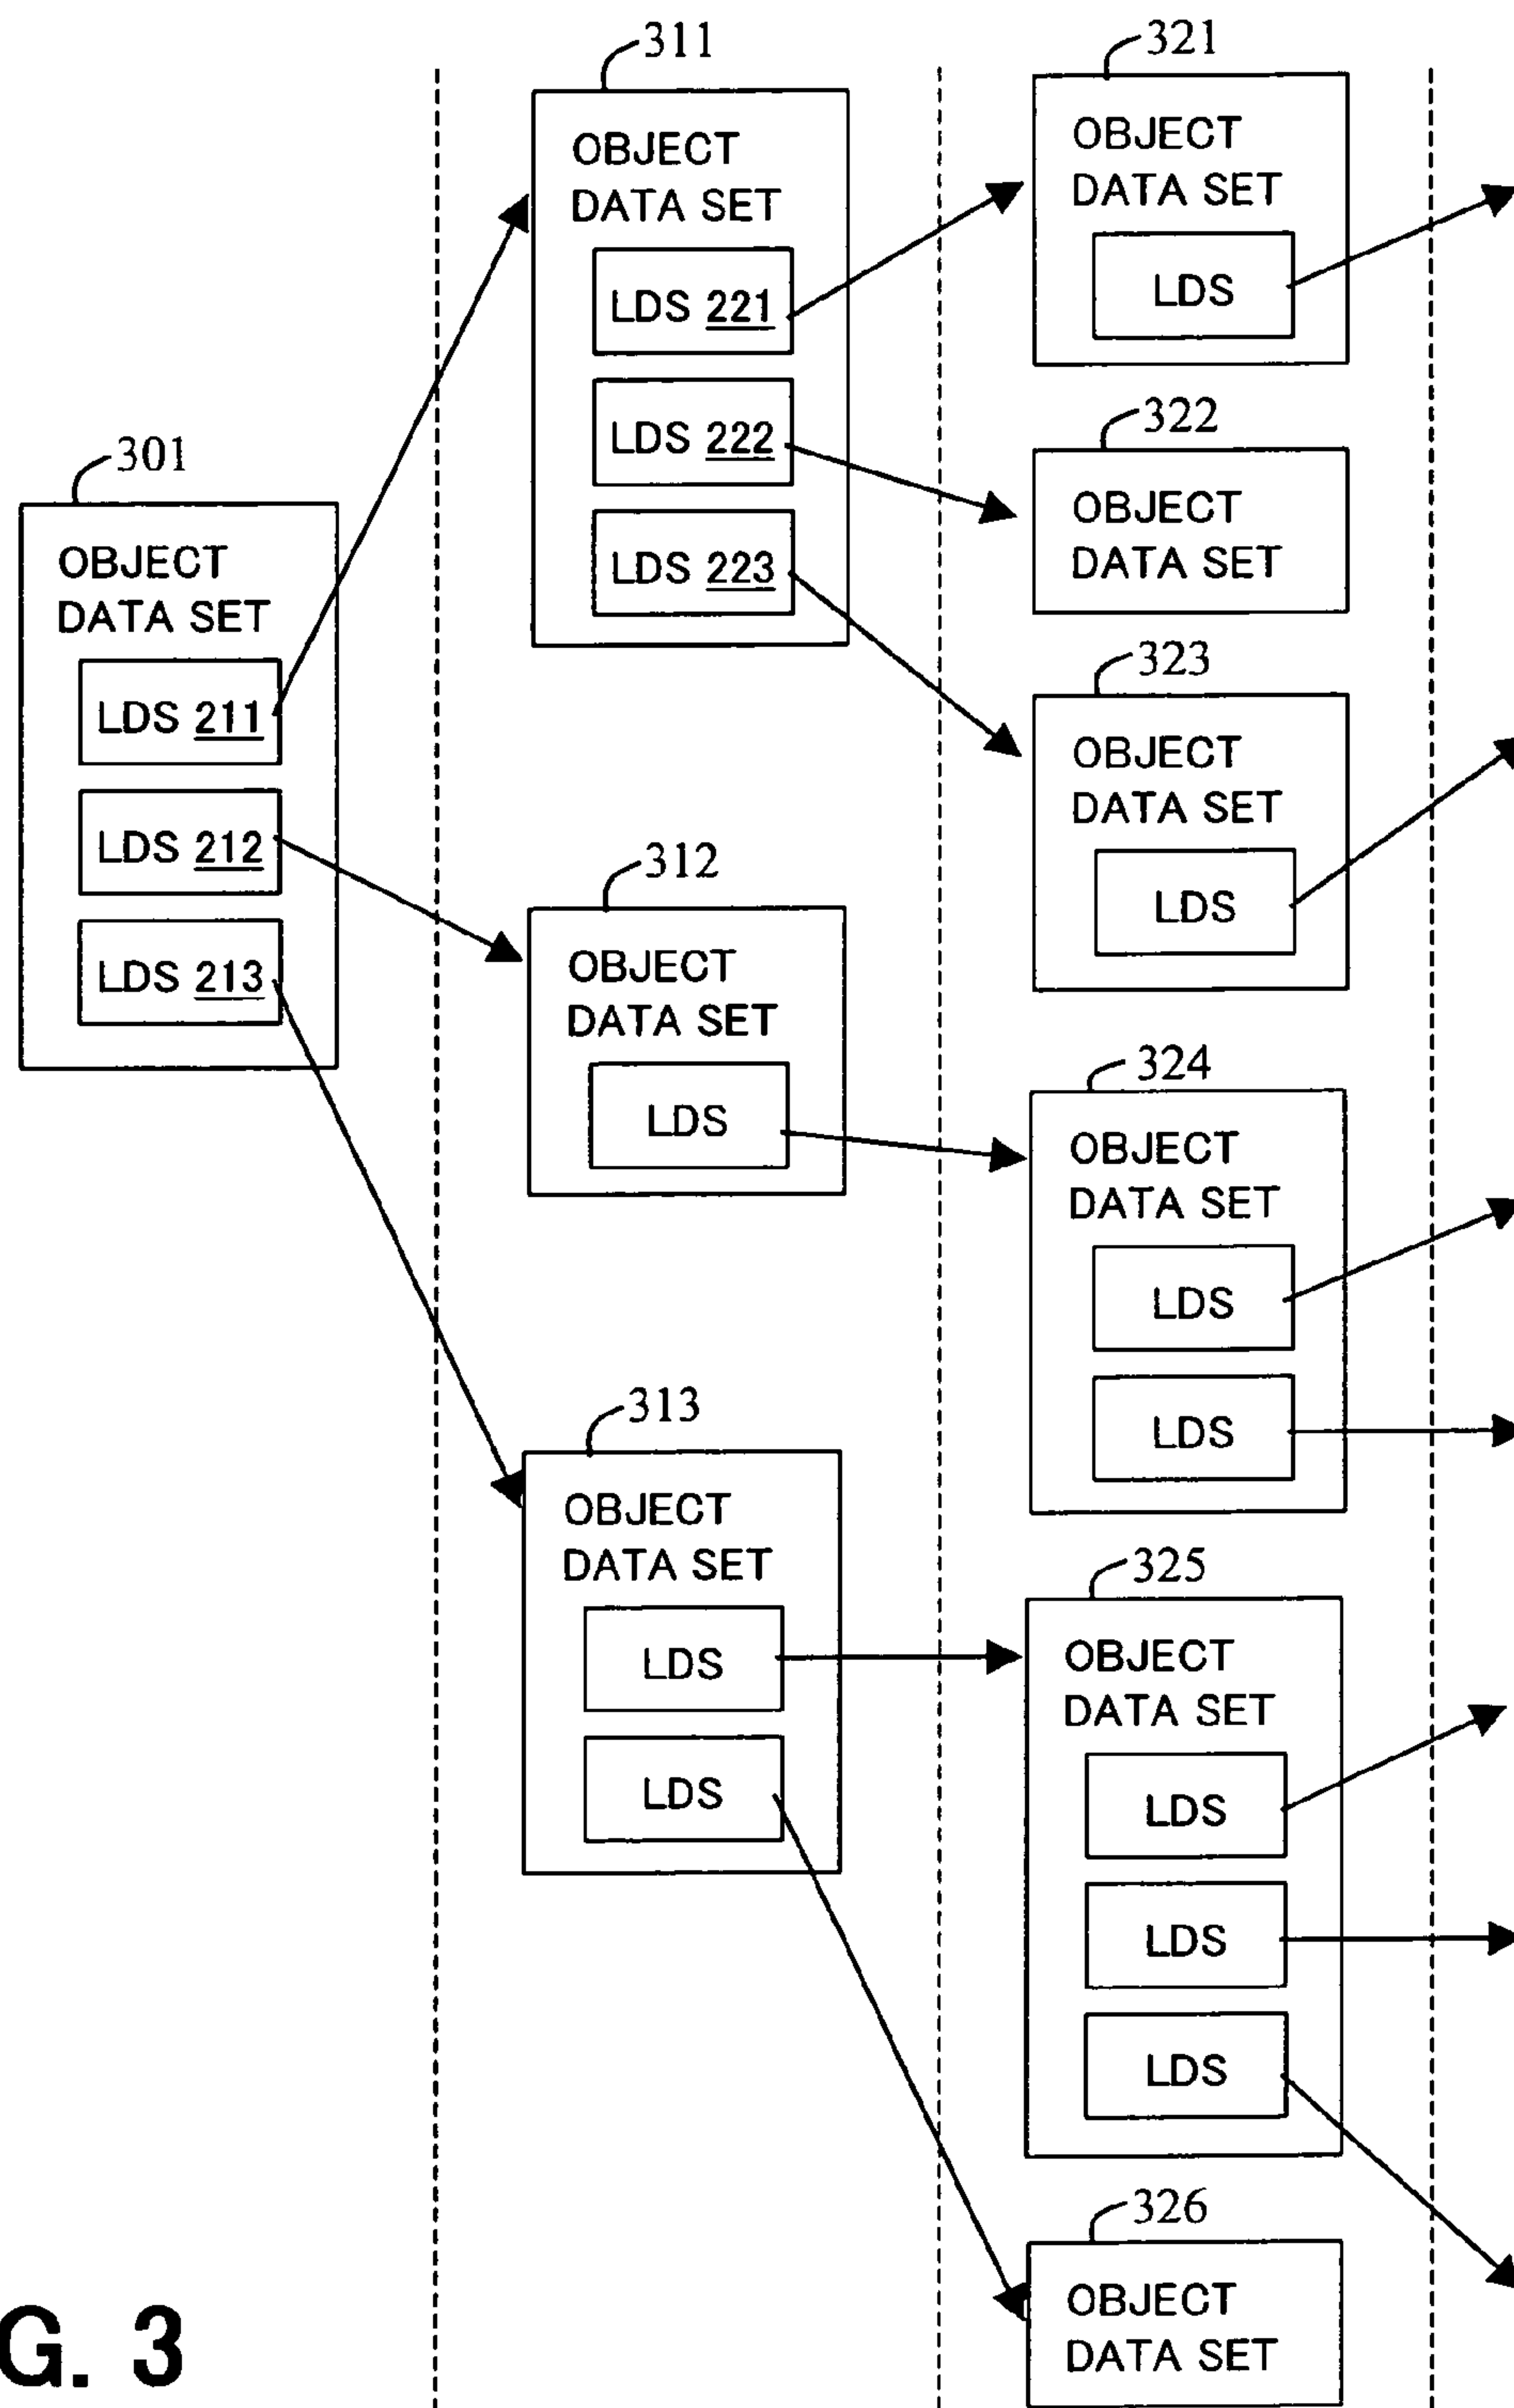 301
OBJECT
DATA SET
LDS 211
LDS 212
LDS 213
311
OBJECT
DATA SET
LDS 221
LDS 222
LDS 223
312
OBJECT
DATA SET
LDS
313
OBJECT
DATA SET
LDS
LDS
321
OBJECT
DATA SET
LDS
322
OBJECT
DATA SET
323
OBJECT
DATA SET
LDS
324
OBJECT
DATA SET
LDS
LDS
325
OBJECT
DATA SET
LDS
LDS
LDS
326
OBJECT
DATA SET
G. 3